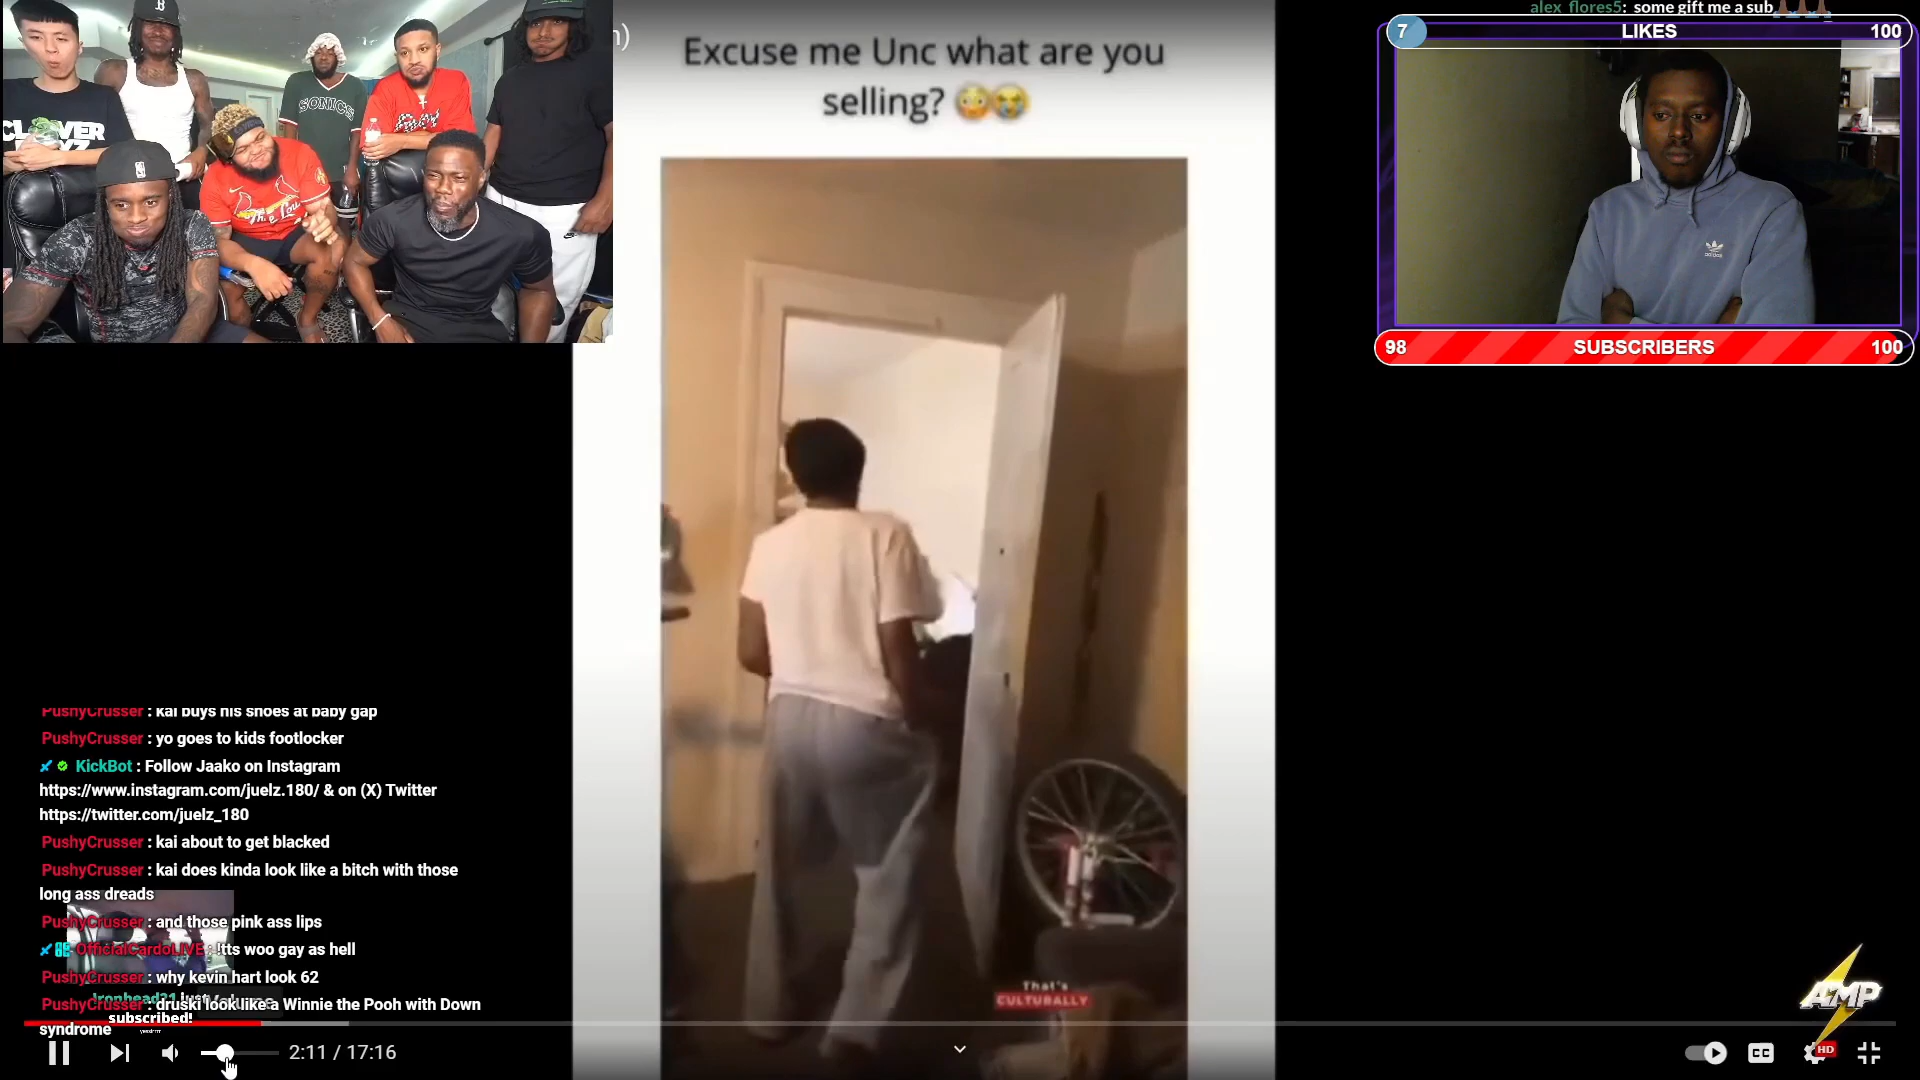 alex_flores5: some gift me a sub
7 LIKES 100
Excuse me Unc what are you
selling? 😳😭
CLOVER
SONICS
98 SUBSCRIBERS 100
PushyCrusser : kai buys his shoes at baby gap
PushyCrusser : yo goes to kids footlocker
KickBot : Follow Jaako on Instagram
https://www.instagram.com/juelz.180/ & on (X) Twitter
https://twitter.com/juelz_180
PushyCrusser : kai about to get blacked
PushyCrusser : kai does kinda look like a bitch with those
long ass dreads
PushyCrusser : and those pink ass lips
OfficialCardoLIVE : !tts woo gay as hell
PushyCrusser : why kevin hart look 62
PushyCrusser : druski look like a Winnie the Pooh with Down
syndrome
subscribed!
That's
CULTURALLY
AMP
2:11 / 17:16
CC
HD